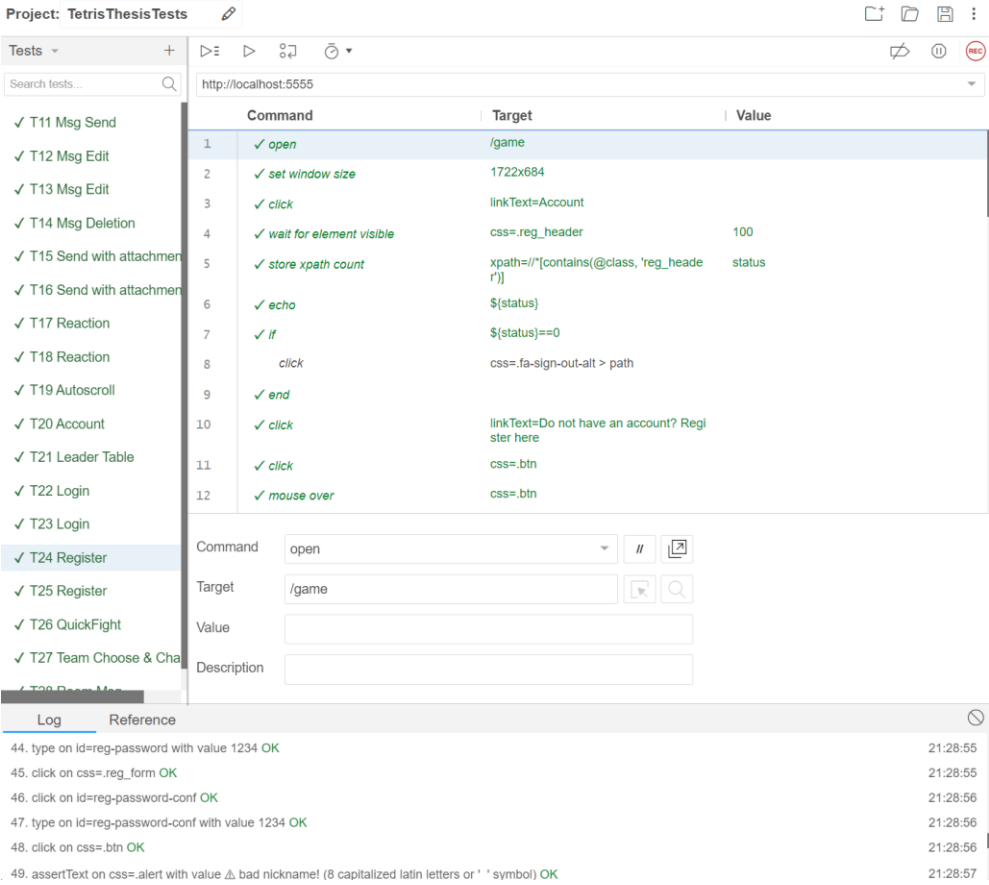 Project: TetrisThesisTests
Tests
Search tests...
✓ T11 Msg Send
✓ T12 Msg Edit
✓ T13 Msg Edit
✓ T14 Msg Deletion
✓ T15 Send with attachmen
✓ T16 Send with attachmen
✓ T17 Reaction
✓ T18 Reaction
✓ T19 Autoscroll
✓ T20 Account
✓ T21 Leader Table
✓ T22 Login
✓ T23 Login
✓ T24 Register
✓ T25 Register
✓ T26 QuickFight
✓ T27 Team Choose & Cha
✓ T28 Room Msg
REC
http://localhost:5555
Command Target Value
1 ✓ open /game
2 ✓ set window size 1722x684
3 ✓ click linkText=Account
4 ✓ wait for element visible css=.reg_header 100
5 ✓ store xpath count xpath=//*[contains(@class, 'reg_heade status
r')]
6 ✓ echo ${status}
7 ✓ if ${status}==0
8 click css=.fa-sign-out-alt > path
9 ✓ end
10 ✓ click linkText=Do not have an account? Regi
ster here
11 ✓ click css=.btn
12 ✓ mouse over css=.btn
Command open //
Target /game
Value
Description
Log Reference
44. type on id=reg-password with value 1234 OK 21:28:55
45. click on css=.reg_form OK 21:28:55
46. click on id=reg-password-conf OK 21:28:56
47. type on id=reg-password-conf with value 1234 OK 21:28:56
48. click on css=.btn OK 21:28:56
49. assertText on css=.alert with value ⚠ bad nickname! (8 capitalized latin letters or '_' symbol) OK 21:28:57